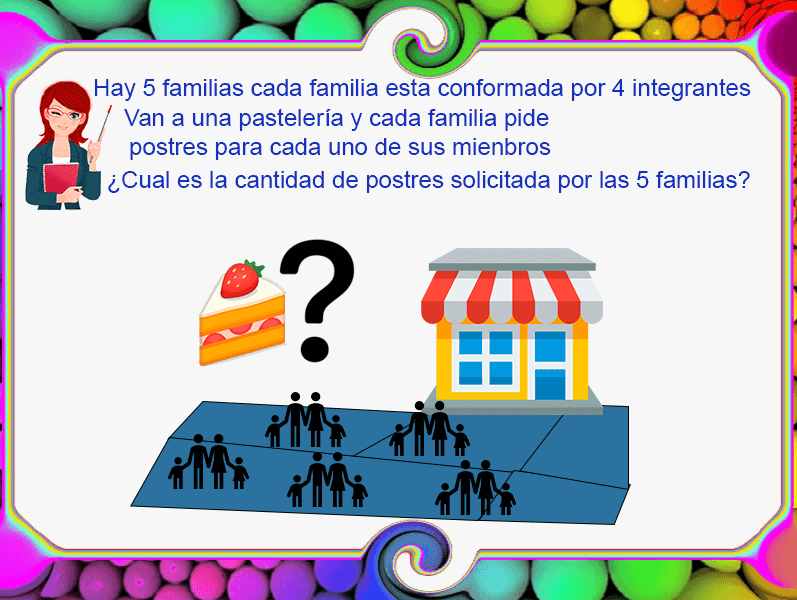 Hay 5 familias cada familia esta conformada por 4 integrantes
Van a una pastelería y cada familia pide
postres para cada uno de sus mienbros
¿Cual es la cantidad de postres solicitada por las 5 familias?
?